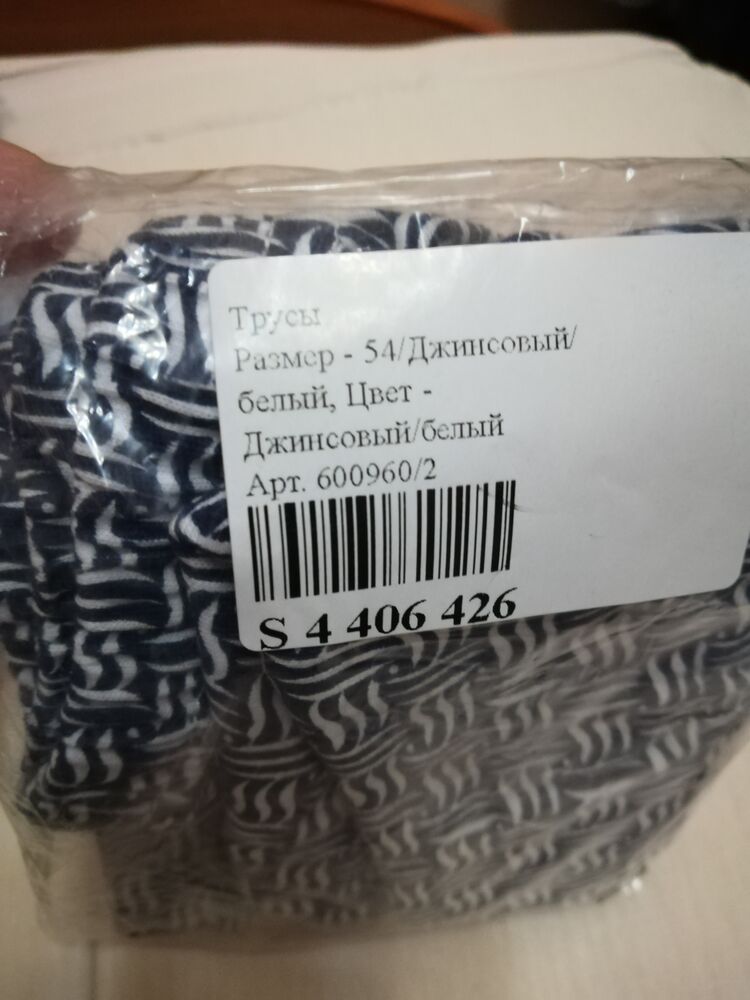 Трусы
Размер - 54/Джинсовый/
белый, Цвет -
Джинсовый/белый
Арт. 600960/2
S 4 406 426